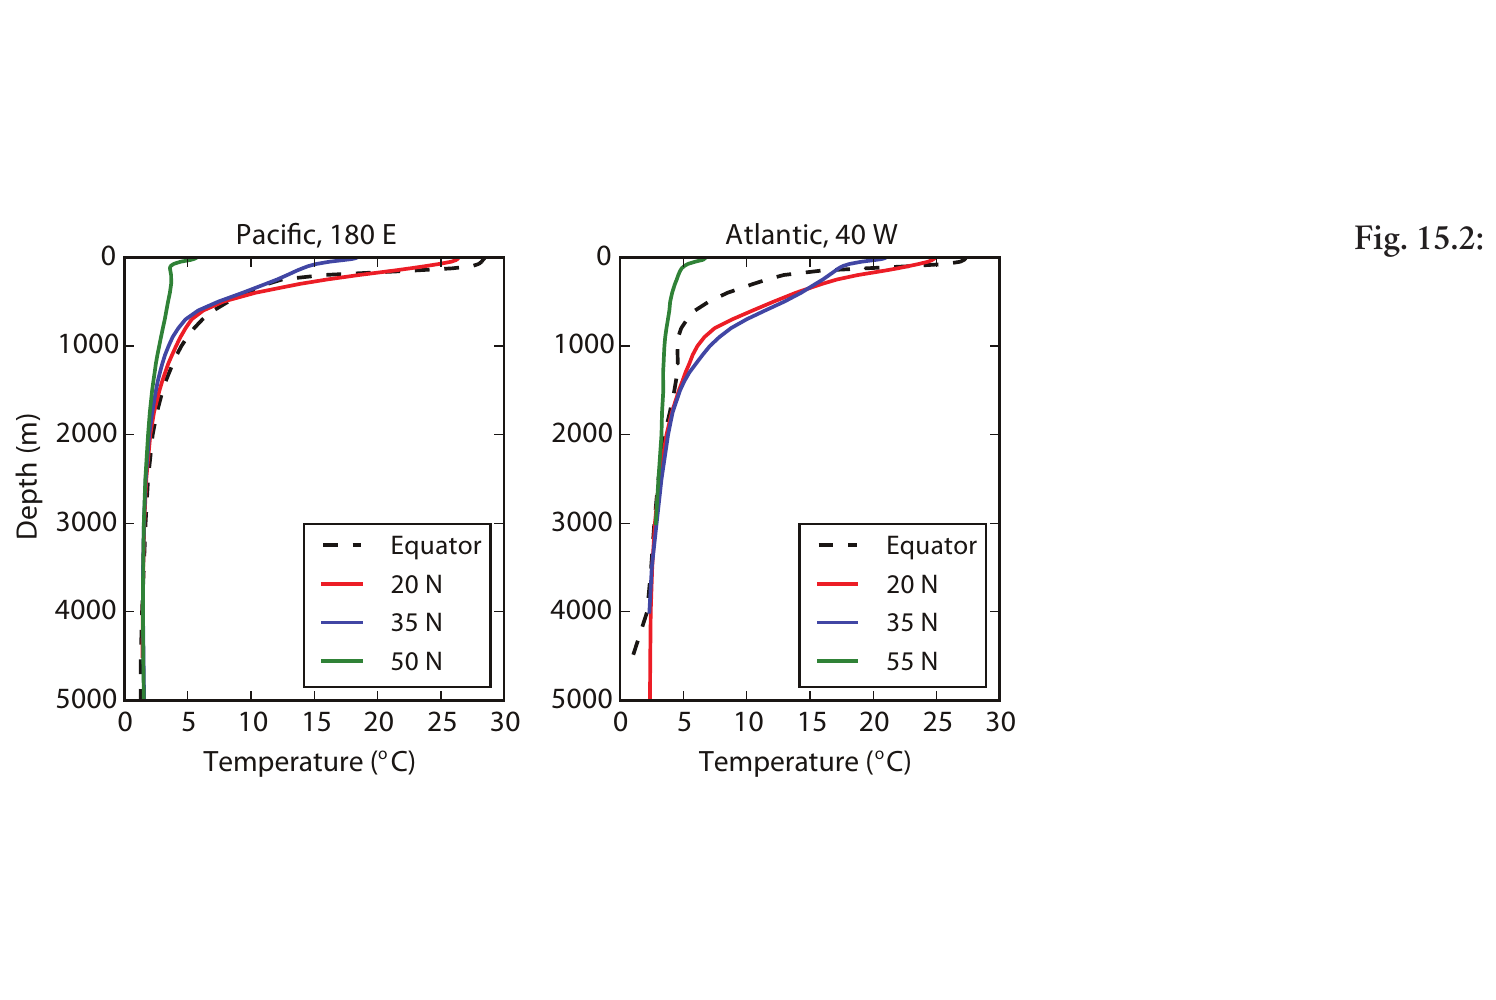 Pacific, 180 E
Atlantic, 40 W
Fig. 15.2:
Depth (m)
0
1000
2000
3000
4000
5000
0 5 10 15 20 25 30
Temperature (°C)
Equator
20 N
35 N
50 N
0
1000
2000
3000
4000
5000
0 5 10 15 20 25 30
Temperature (°C)
Equator
20 N
35 N
55 N